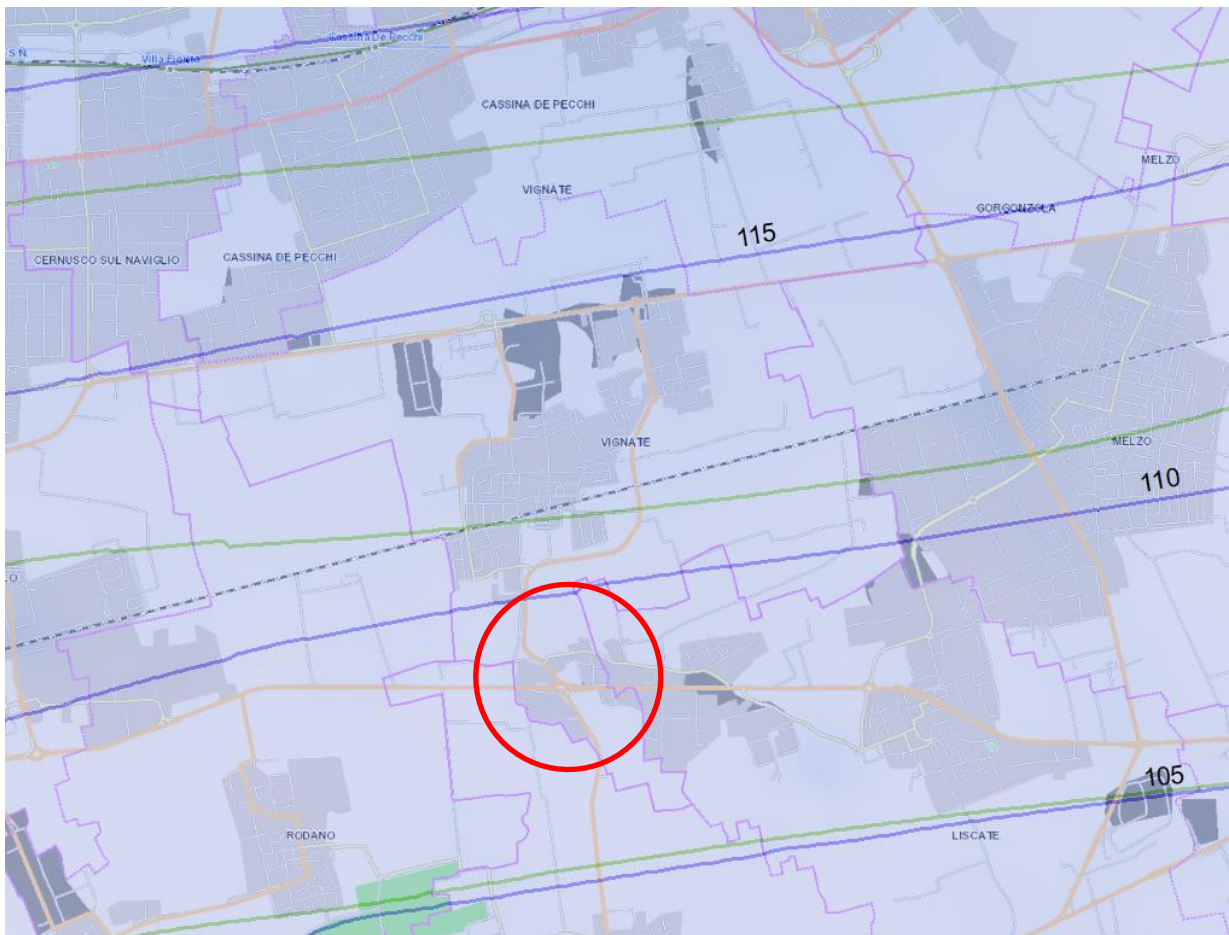 Cassina De Pecchi
Villa Fiorita
CASSINA DE PECCHI
MELZO
VIGNATE
GORGONZOLA
115
CERNUSCO SUL NAVIGLIO
CASSINA DE PECCHI
VIGNATE
MELZO
110
105
RODANO
LISCATE